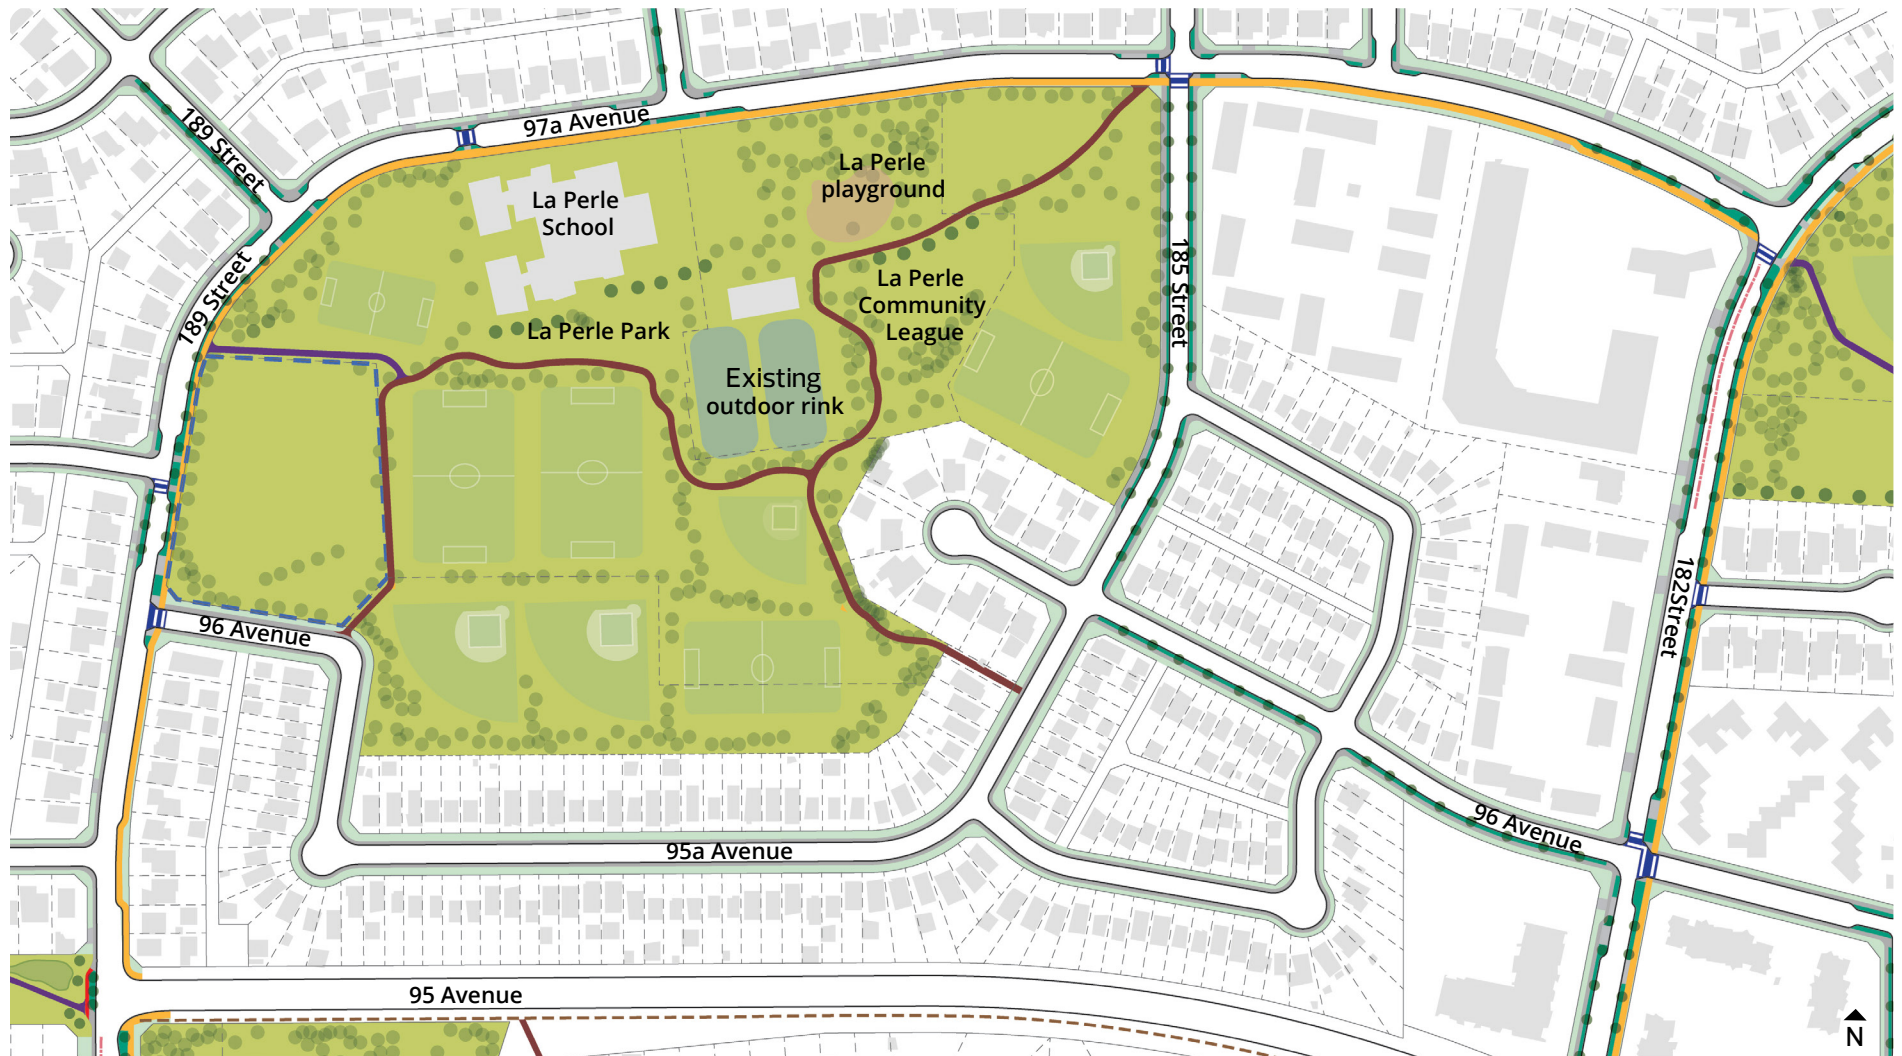 189 Street
97a Avenue
La Perle
playground
La Perle
School
189 Street
185 Street
La Perle
Community
League
La Perle Park
Existing
outdoor rink
182Street
96 Avenue
96 Avenue
95a Avenue
95 Avenue
N